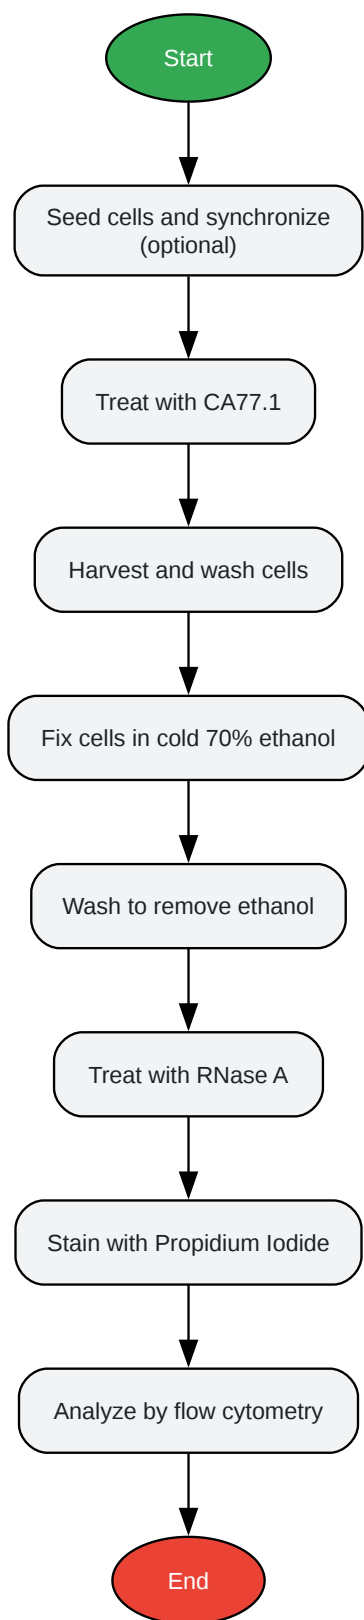 Start
Seed cells and synchronize
(optional)
Treat with CA77.1
Harvest and wash cells
Fix cells in cold 70% ethanol
Wash to remove ethanol
Treat with RNase A
Stain with Propidium Iodide
Analyze by flow cytometry
End